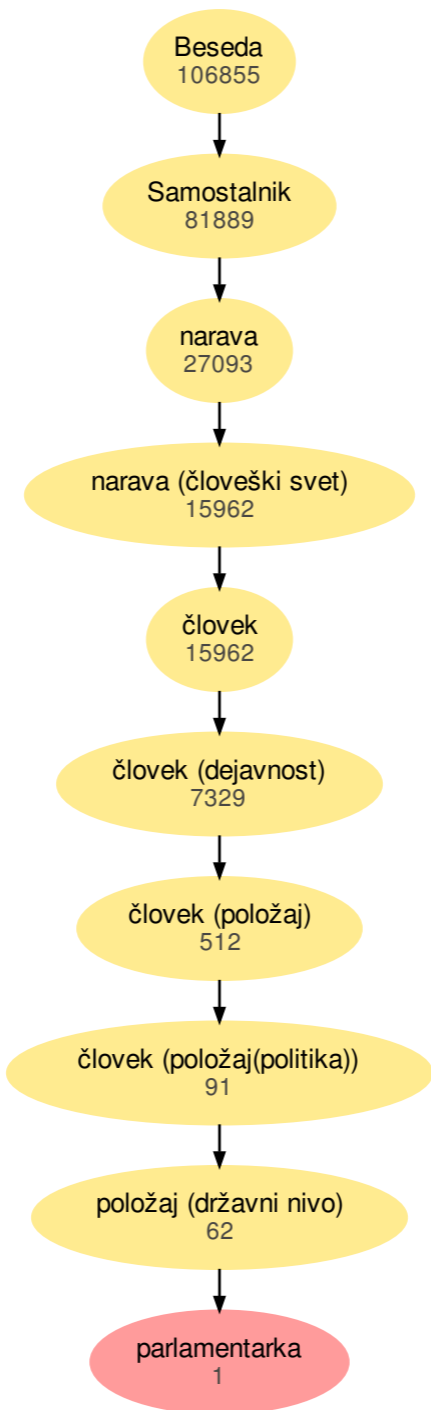 Beseda
106855
Samostalnik
81889
narava
27093
narava (človeški svet)
15962
človek
15962
človek (dejavnost)
7329
človek (položaj)
512
človek (položaj(politika))
91
položaj (državni nivo)
62
parlamentarka
1